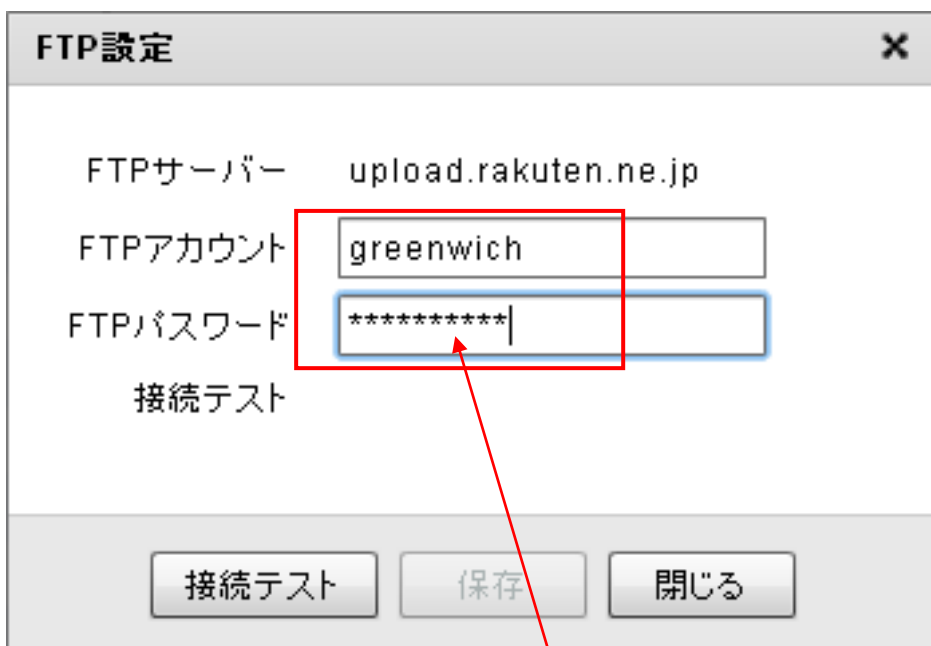 FTP設定
FTPサーバー upload.rakuten.ne.jp
FTPアカウント greenwich
FTPパスワード **********
接続テスト
接続テスト 保存 閉じる